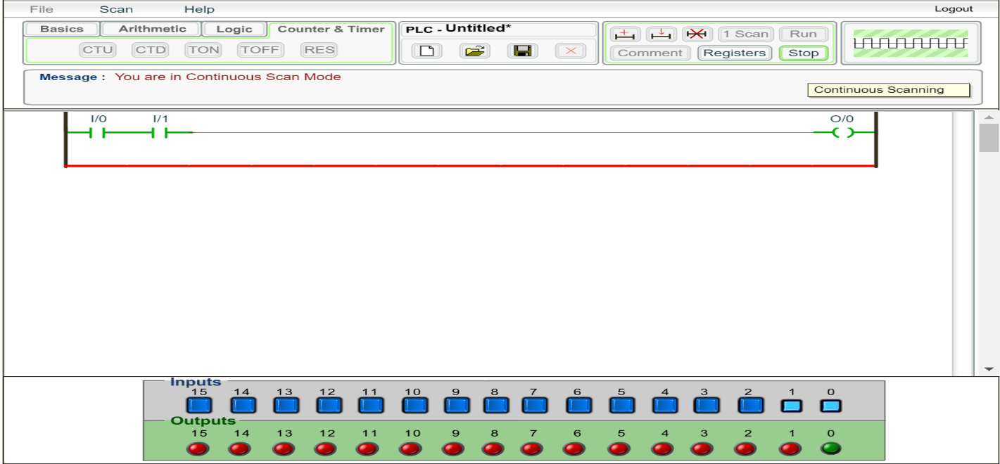 File Scan Help Logout
Basics Arithmetic Logic Counter & Timer
CTU CTD TON TOFF RES
PLC - Untitled*
1 Scan Run
Comment Registers Stop
Message : You are in Continuous Scan Mode
Continuous Scanning
I/0 I/1 O/0
Inputs
15 14 13 12 11 10 9 8 7 6 5 4 3 2 1 0
Outputs
15 14 13 12 11 10 9 8 7 6 5 4 3 2 1 0